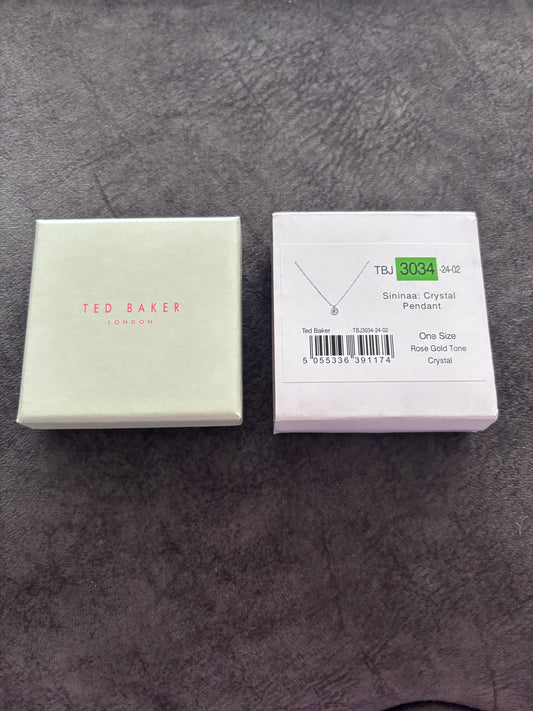 TED BAKER
LONDON
TBJ 3034 -24-02
Sininaa: Crystal
Pendant
Ted Baker TBJ3034-24-02
One Size
Rose Gold Tone
Crystal
5 055336 391174